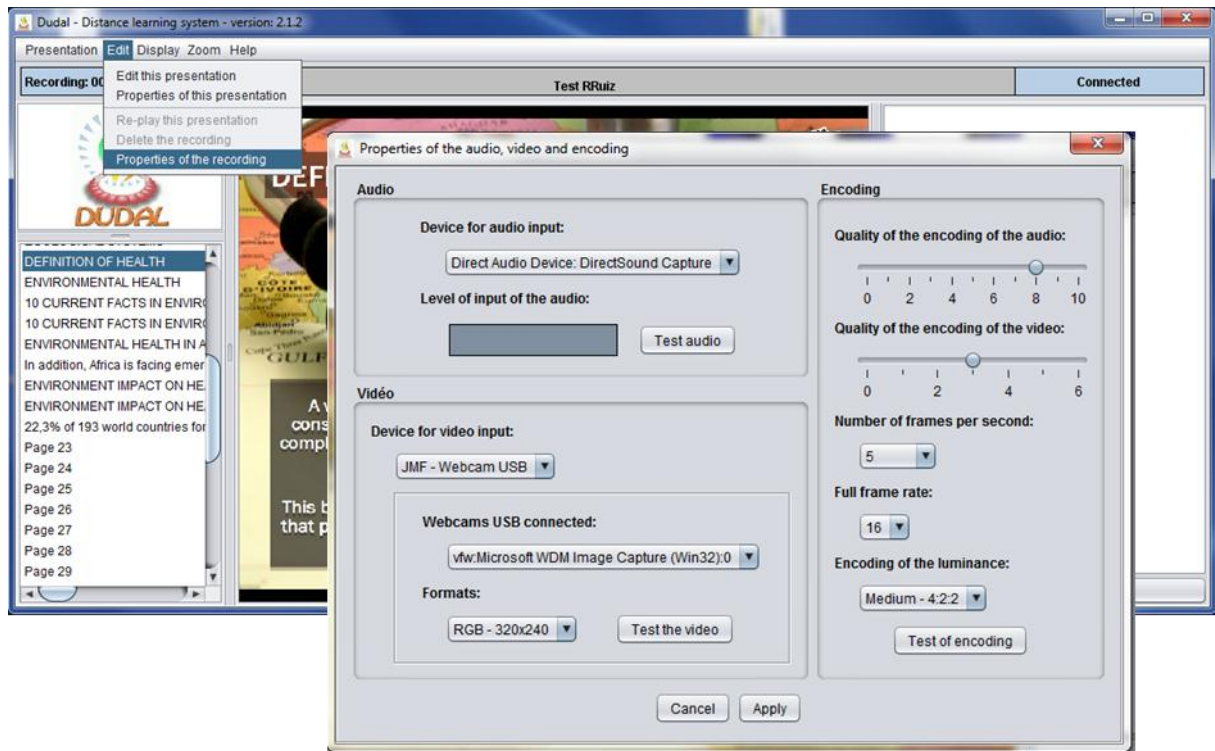 Dudal - Distance learning system - version: 2.1.2
Presentation Edit Display Zoom Help
Edit this presentation
Properties of this presentation
Re-play this presentation
Delete the recording
Properties of the recording
Recording: 00
Test RRuiz
Connected
DUDAL
DEFINITION OF HEALTH
ENVIRONMENTAL HEALTH
10 CURRENT FACTS IN ENVIR
10 CURRENT FACTS IN ENVIR
ENVIRONMENTAL HEALTH IN A
In addition, Africa is facing emer
ENVIRONMENT IMPACT ON HE
ENVIRONMENT IMPACT ON HE
22,3% of 193 world countries for
Page 23
Page 24
Page 25
Page 26
Page 27
Page 28
Page 29
DEF
CÔTE
D'IVOIRE
Abidjan
GULF
A
cons
compl
This b
that p
Properties of the audio, video and encoding
Audio
Device for audio input:
Direct Audio Device: DirectSound Capture
Level of input of the audio:
Test audio
Vidéo
Device for video input:
JMF - Webcam USB
Webcams USB connected:
vfw:Microsoft WDM Image Capture (Win32):0
Formats:
RGB - 320x240
Test the video
Encoding
Quality of the encoding of the audio:
0 2 4 6 8 10
Quality of the encoding of the video:
0 2 4 6
Number of frames per second:
5
Full frame rate:
16
Encoding of the luminance:
Medium - 4:2:2
Test of encoding
Cancel Apply